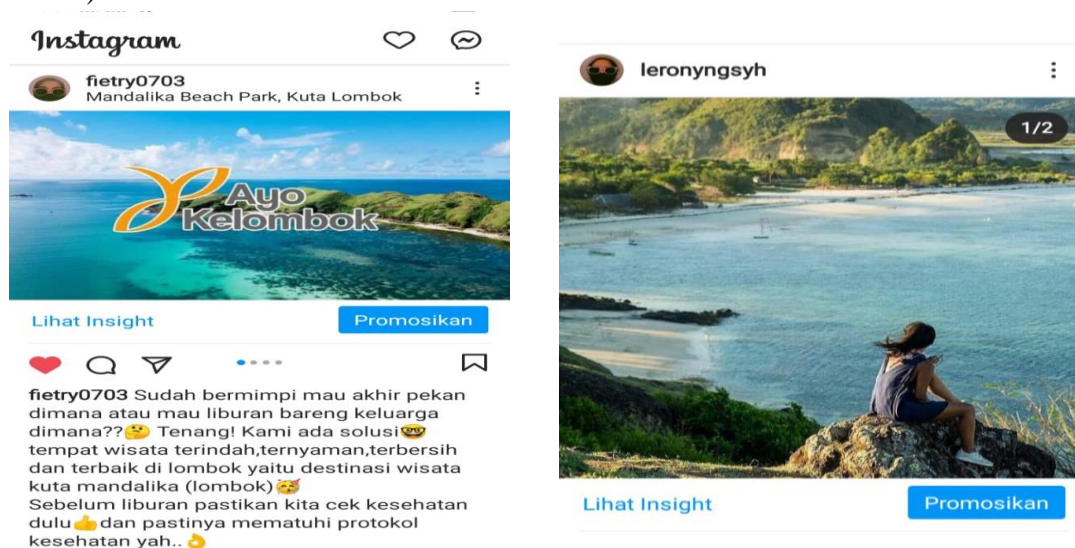 Instagram
fietry0703
Mandalika Beach Park, Kuta Lombok
Ayo
Kelombok
Lihat Insight
Promosikan
fietry0703 Sudah bermimpi mau akhir pekan
dimana atau mau liburan bareng keluarga
dimana??🤔 Tenang! Kami ada solusi🤓
tempat wisata terindah,ternyaman,terbersih
dan terbaik di lombok yaitu destinasi wisata
kuta mandalika (lombok)🥳
Sebelum liburan pastikan kita cek kesehatan
dulu👍dan pastinya mematuhi protokol
kesehatan yah..👌
leronyngsyh
1/2
Lihat Insight
Promosikan